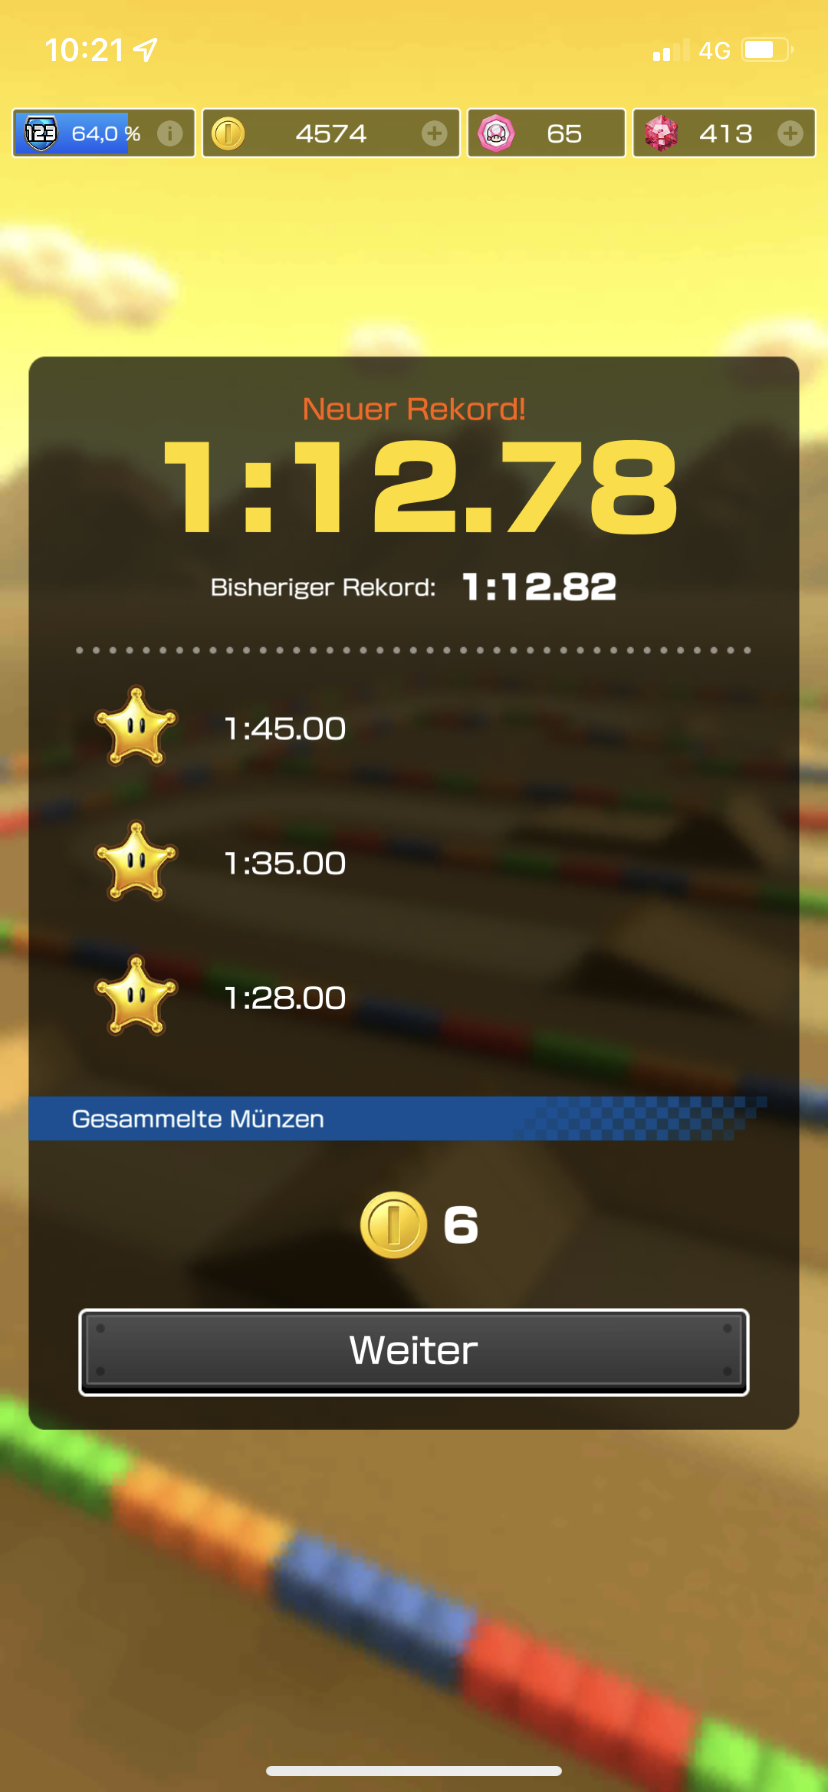 10:21 4G
123 64,0 % 4574 65 413
Neuer Rekord!
1:12.78
Bisheriger Rekord: 1:12.82
1:45.00
1:35.00
1:28.00
Gesammelte Münzen
6
Weiter